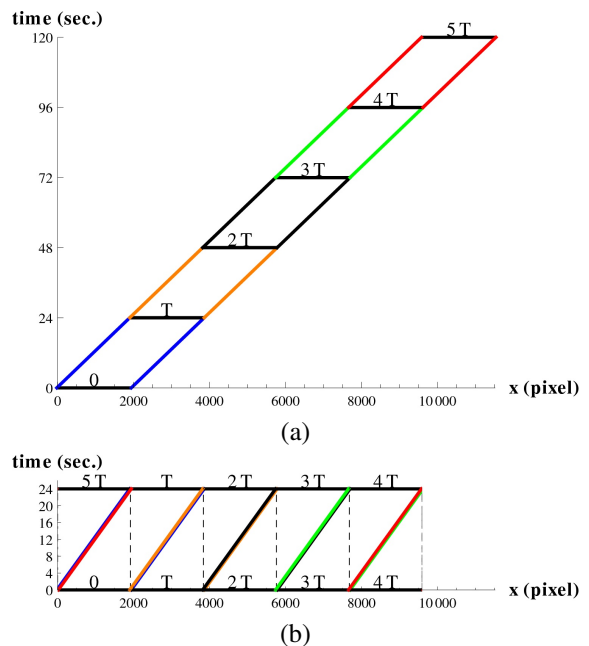 time (sec.)
120
5 T
96
4 T
72
3 T
48
2 T
24
T
0
0
0 2000 4000 6000 8000 10 000
x (pixel)
(a)
time (sec.)
5 T T 2 T 3 T 4 T
24
20
16
12
8
4
0
0 T 2 T 3 T 4 T
0 2000 4000 6000 8000 10 000
x (pixel)
(b)